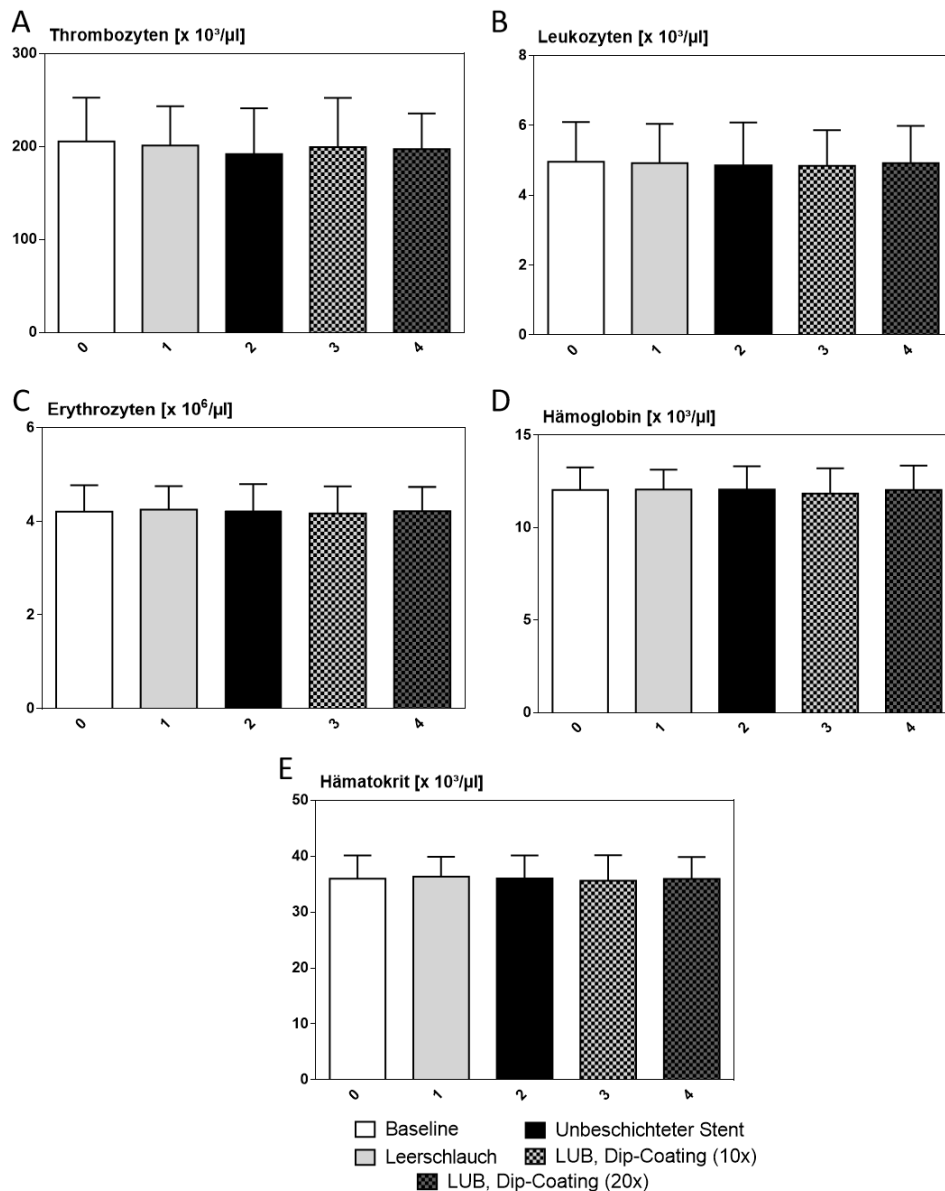 A
Thrombozyten [x 10³/µl]
300
200
100
0
0 1 2 3 4
B
Leukozyten [x 10³/µl]
8
6
4
2
0
0 1 2 3 4
C
Erythrozyten [x 10⁶/µl]
6
4
2
0
0 1 2 3 4
D
Hämoglobin [x 10³/µl]
15
10
5
0
0 1 2 3 4
E
Hämatokrit [x 10³/µl]
50
40
30
20
10
0
0 1 2 3 4
Baseline Unbeschichteter Stent
Leerschlauch LUB, Dip-Coating (10x)
LUB, Dip-Coating (20x)